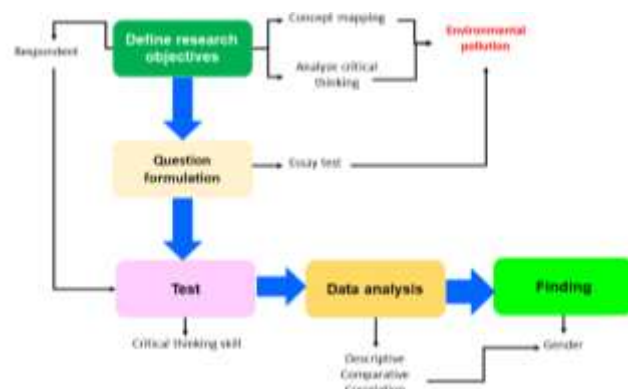 Concept mapping
Define research
objectives
Environmental
pollution
Respondent
Analyze critical
thinking
Question
formulation
Essay test
Test
Data analysis
Finding
Critical thinking skill
Gender
Descriptive
Comparative